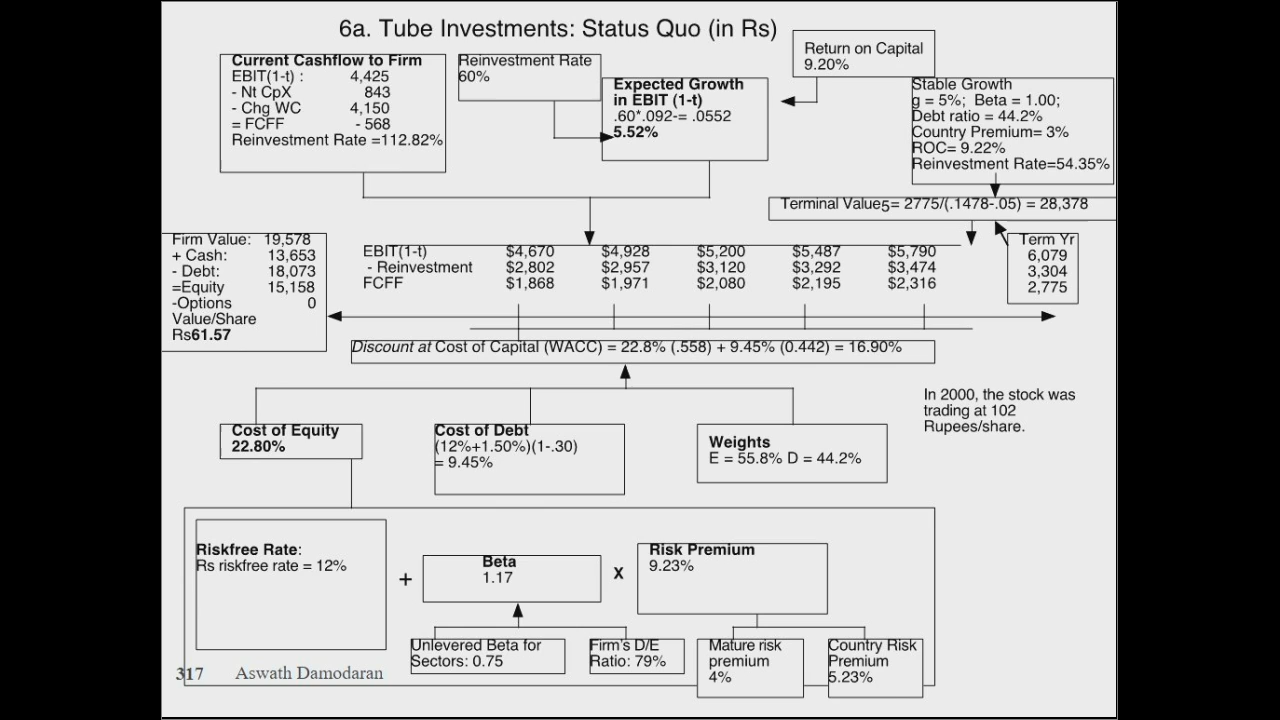 6a. Tube Investments: Status Quo (in Rs)
Current Cashflow to Firm
EBIT(1-t) : 4,425
- Nt CpX 843
- Chg WC 4,150
= FCFF - 568
Reinvestment Rate =112.82%
Reinvestment Rate
60%
Expected Growth
in EBIT (1-t)
.60*.092-= .0552
5.52%
Return on Capital
9.20%
Stable Growth
g = 5%; Beta = 1.00;
Debt ratio = 44.2%
Country Premium= 3%
ROC= 9.22%
Reinvestment Rate=54.35%
Terminal Value5= 2775/(.1478-.05) = 28,378
Firm Value: 19,578
+ Cash: 13,653
- Debt: 18,073
=Equity 15,158
-Options 0
Value/Share
Rs61.57
EBIT(1-t) $4,670 $4,928 $5,200 $5,487 $5,790
- Reinvestment $2,802 $2,957 $3,120 $3,292 $3,474
FCFF $1,868 $1,971 $2,080 $2,195 $2,316
Term Yr
6,079
3,304
2,775
Discount at Cost of Capital (WACC) = 22.8% (.558) + 9.45% (0.442) = 16.90%
In 2000, the stock was
trading at 102
Rupees/share.
Cost of Equity
22.80%
Cost of Debt
(12%+1.50%)(1-.30)
= 9.45%
Weights
E = 55.8% D = 44.2%
Riskfree Rate:
Rs riskfree rate = 12%
+
Beta
1.17
X
Risk Premium
9.23%
Unlevered Beta for
Sectors: 0.75
Firm's D/E
Ratio: 79%
Mature risk
premium
4%
Country Risk
Premium
5.23%
317 Aswath Damodaran